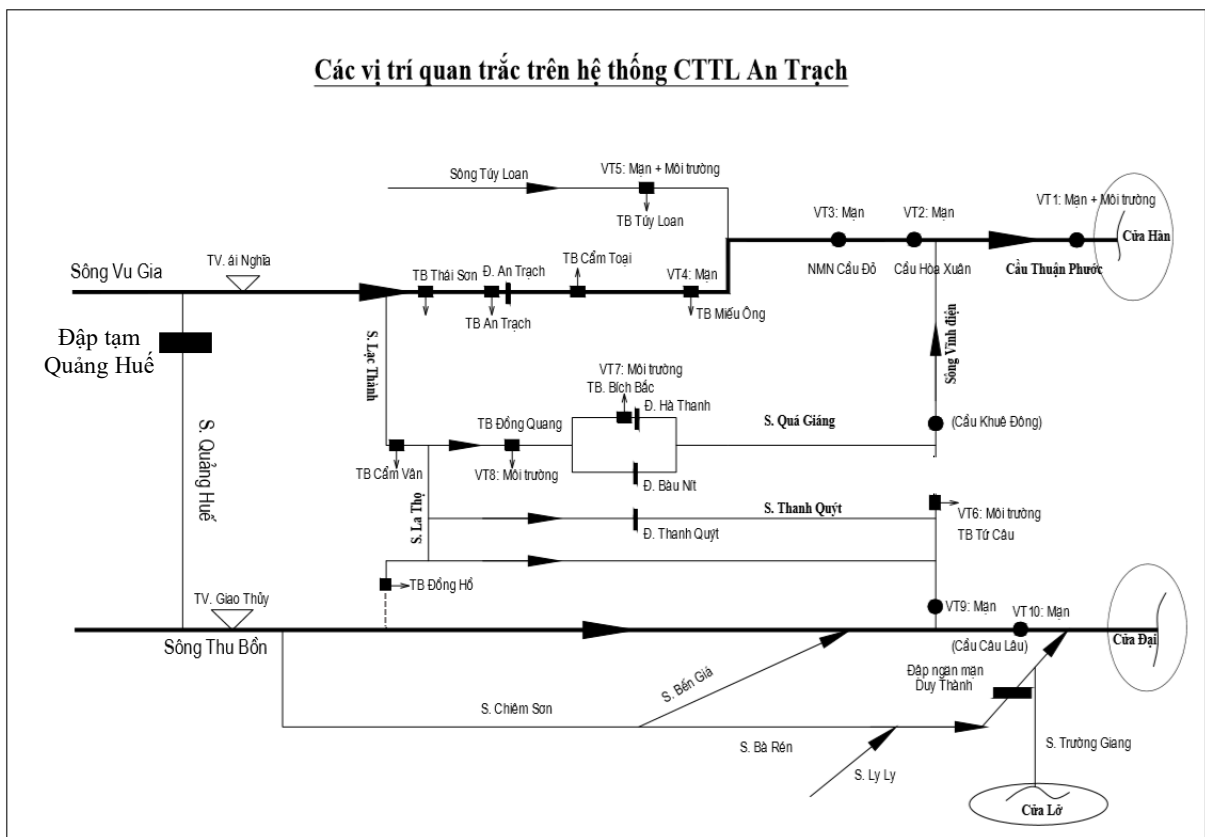 Các vị trí quan trắc trên hệ thống CTTL An Trạch
VT5: Mạn + Môi trường
Sông Túy Loan
TB Túy Loan
VT3: Mạn
VT2: Mạn
VT1: Mạn + Môi trường
Cửa Hàn
TV. ái Nghĩa
Sông Vu Gia
TB Thái Sơn
Đ. An Trạch
TB Cẩm Toại
VT4: Mạn
NMN Cầu Đỏ
Cầu Hòa Xuân
Cầu Thuận Phước
TB An Trạch
TB Miếu Ông
Đập tạm
Quảng Huế
S. Lạc Thành
Sông Vĩnh điện
VT7: Môi trường
TB. Bích Bắc
Đ. Hà Thanh
TB Đồng Quang
S. Quá Giáng
(Cầu Khuê Đông)
S. Quảng Huế
TB Cẩm Văn
VT8: Môi trường
Đ. Bàu Nít
S. La Thọ
S. Thanh Quýt
VT6: Môi trường
TB Tứ Câu
Đ. Thanh Quýt
TB Đồng Hồ
TV. Giao Thủy
VT9: Mạn
VT10: Mạn
Sông Thu Bồn
(Cầu Câu Lâu)
Cửa Đại
Đập ngăn mặn
Duy Thành
S. Bến Giá
S. Chiêm Sơn
S. Bà Rén
S. Trường Giang
S. Ly Ly
Cửa Lở